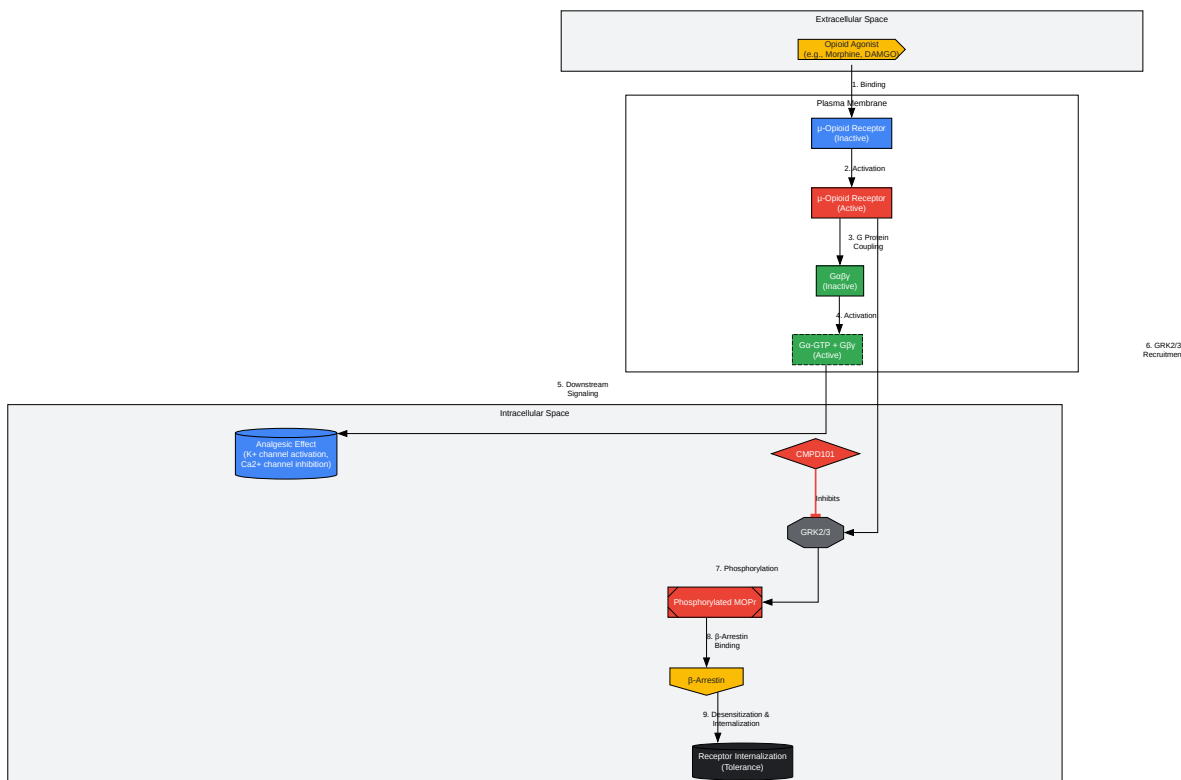 Extracellular Space
Opioid Agonist
(e.g., Morphine, DAMGO)
1. Binding
Plasma Membrane
μ-Opioid Receptor
(Inactive)
2. Activation
μ-Opioid Receptor
(Active)
3. G Protein
Coupling
Gαβγ
(Inactive)
4. Activation
Gα-GTP + Gβγ
(Active)
6. GRK2/3
Recruitmen
5. Downstream
Signaling
Intracellular Space
Analgesic Effect
(K+ channel activation,
Ca2+ channel inhibition)
CMPD101
Inhibits
GRK2/3
7. Phosphorylation
Phosphorylated MOPr
8. β-Arrestin
Binding
β-Arrestin
9. Desensitization &
Internalization
Receptor Internalization
(Tolerance)